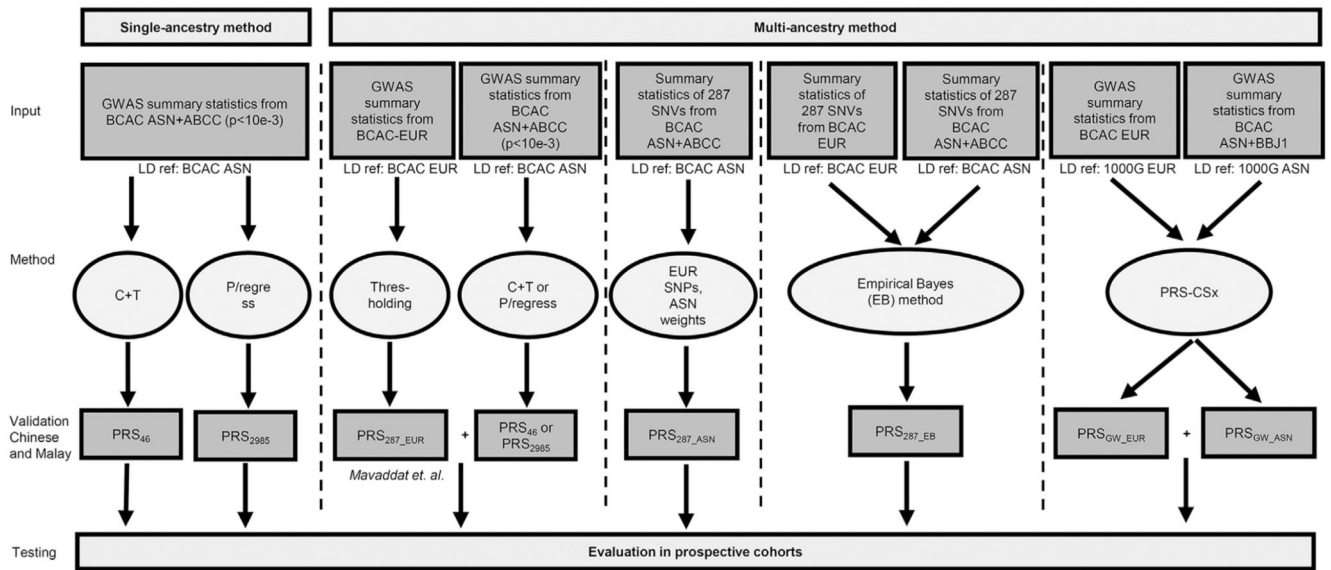 Single-ancestry method
Multi-ancestry method
Input
GWAS summary statistics from
BCAC ASN+ABCC (p<10e-3)
GWAS
summary
statistics from
BCAC-EUR
GWAS summary
statistics from
BCAC
ASN+ABCC
(p<10e-3)
Summary
statistics of 287
SNVs from
BCAC
ASN+ABCC
Summary
statistics of
287 SNVs
from BCAC
EUR
Summary
statistics of 287
SNVs from
BCAC
ASN+ABCC
GWAS
summary
statistics from
BCAC EUR
GWAS
summary
statistics from
BCAC
ASN+BBJ1
LD ref: BCAC ASN
LD ref: BCAC EUR
LD ref: BCAC ASN
LD ref: BCAC EUR
LD ref: BCAC ASN
LD ref: 1000G EUR
LD ref: 1000G ASN
Method
C+T
P/regre
ss
Thres-
holding
C+T or
P/regress
EUR
SNPs,
ASN
weights
Empirical Bayes
(EB) method
PRS-CSx
Validation
Chinese
and Malay
PRS46
PRS2985
PRS287_EUR
+
PRS46 or
PRS2985
PRS287_ASN
PRS287_EB
PRSGW_EUR
+
PRSGW_ASN
Mavaddat et. al.
Testing
Evaluation in prospective cohorts